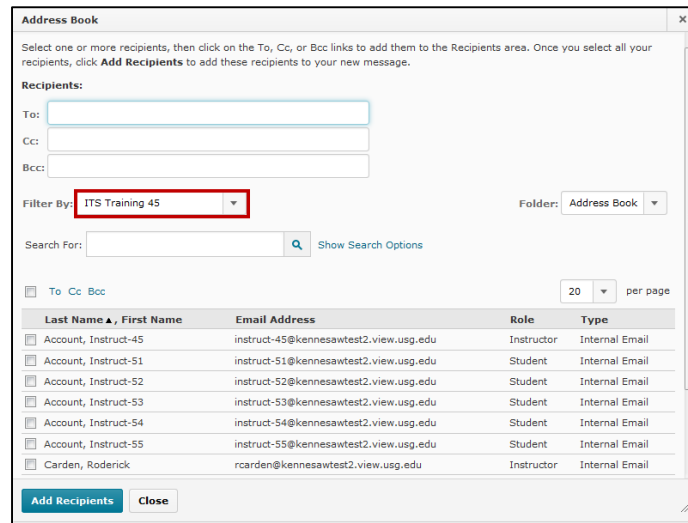 Address Book
×
Select one or more recipients, then click on the To, Cc, or Bcc links to add them to the Recipients area. Once you select all your
recipients, click Add Recipients to add these recipients to your new message.
Recipients:
To:
Cc:
Bcc:
Filter By: ITS Training 45 Folder: Address Book
Search For: Show Search Options
To Cc Bcc 20 per page
Last Name▲, First Name Email Address Role Type
Account, Instruct-45 instruct-45@kennesawtest2.view.usg.edu Instructor Internal Email
Account, Instruct-51 instruct-51@kennesawtest2.view.usg.edu Student Internal Email
Account, Instruct-52 instruct-52@kennesawtest2.view.usg.edu Student Internal Email
Account, Instruct-53 instruct-53@kennesawtest2.view.usg.edu Student Internal Email
Account, Instruct-54 instruct-54@kennesawtest2.view.usg.edu Student Internal Email
Account, Instruct-55 instruct-55@kennesawtest2.view.usg.edu Student Internal Email
Carden, Roderick rcarden@kennesawtest2.view.usg.edu Instructor Internal Email
Add Recipients Close